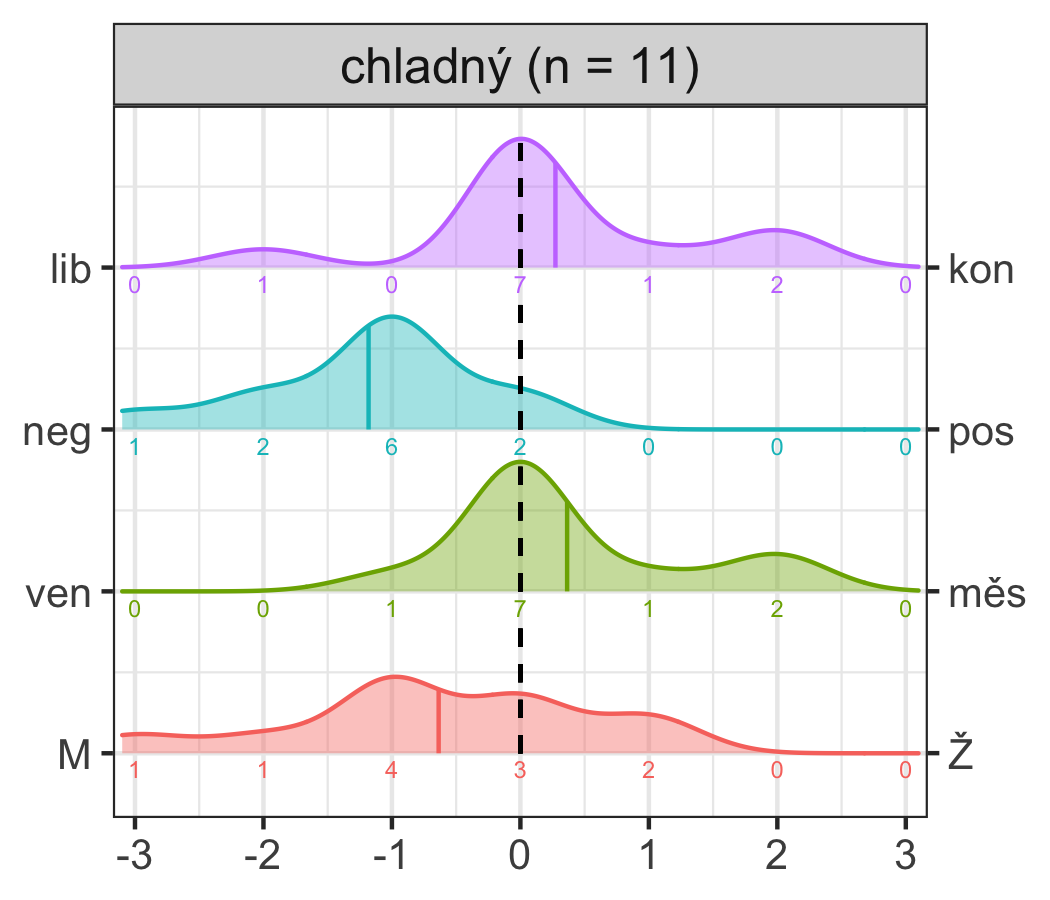 chladný (n = 11)
lib kon
0 1 0 7 1 2 0
neg pos
1 2 6 2 0 0 0
ven měs
0 0 1 7 1 2 0
M Ž
1 1 4 3 2 0 0
-3 -2 -1 0 1 2 3